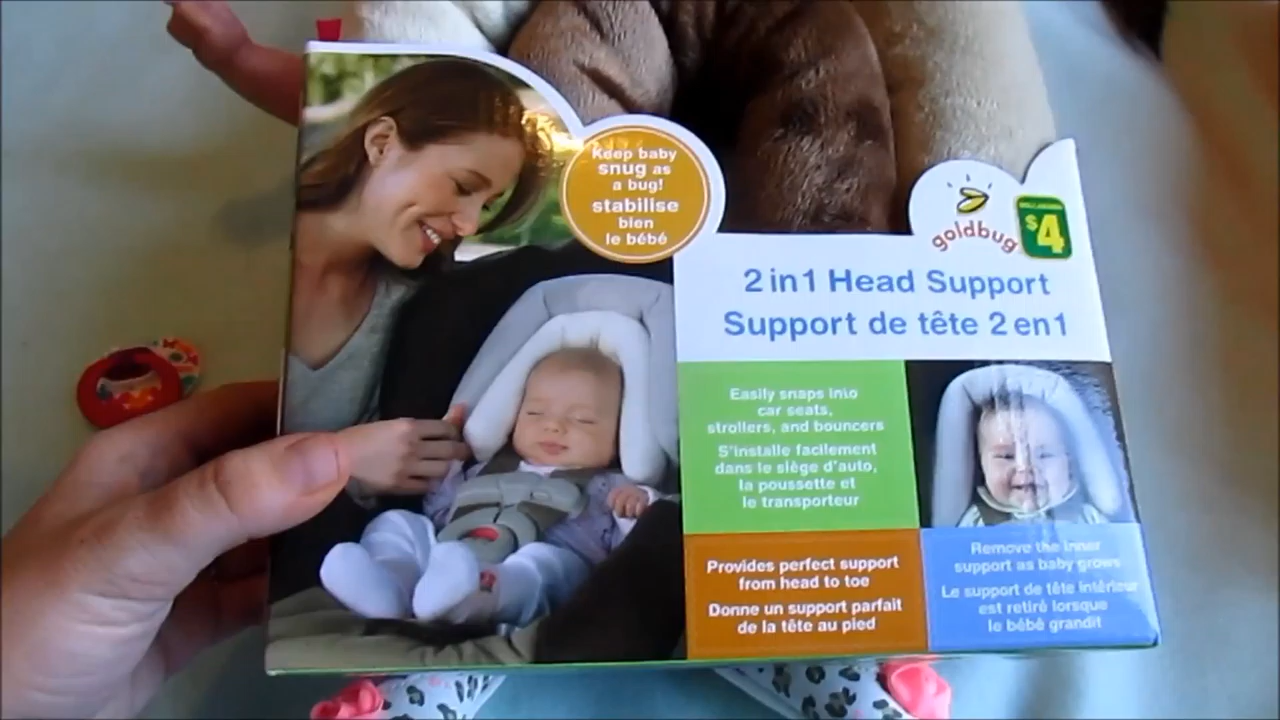 Keep baby
snug as
a bug!
stabilise
bien
le bébé
goldbug
$4
2 in 1 Head Support
Support de tête 2 en 1
Easily snaps into
car seats,
strollers, and bouncers
S'installe facilement
dans le siège d'auto,
la poussette et
le transporteur
Provides perfect support
from head to toe
Donne un support parfait
de la tête au pied
Remove the inner
support as baby grows
Le support de tête intérieur
est retiré lorsque
le bébé grandit